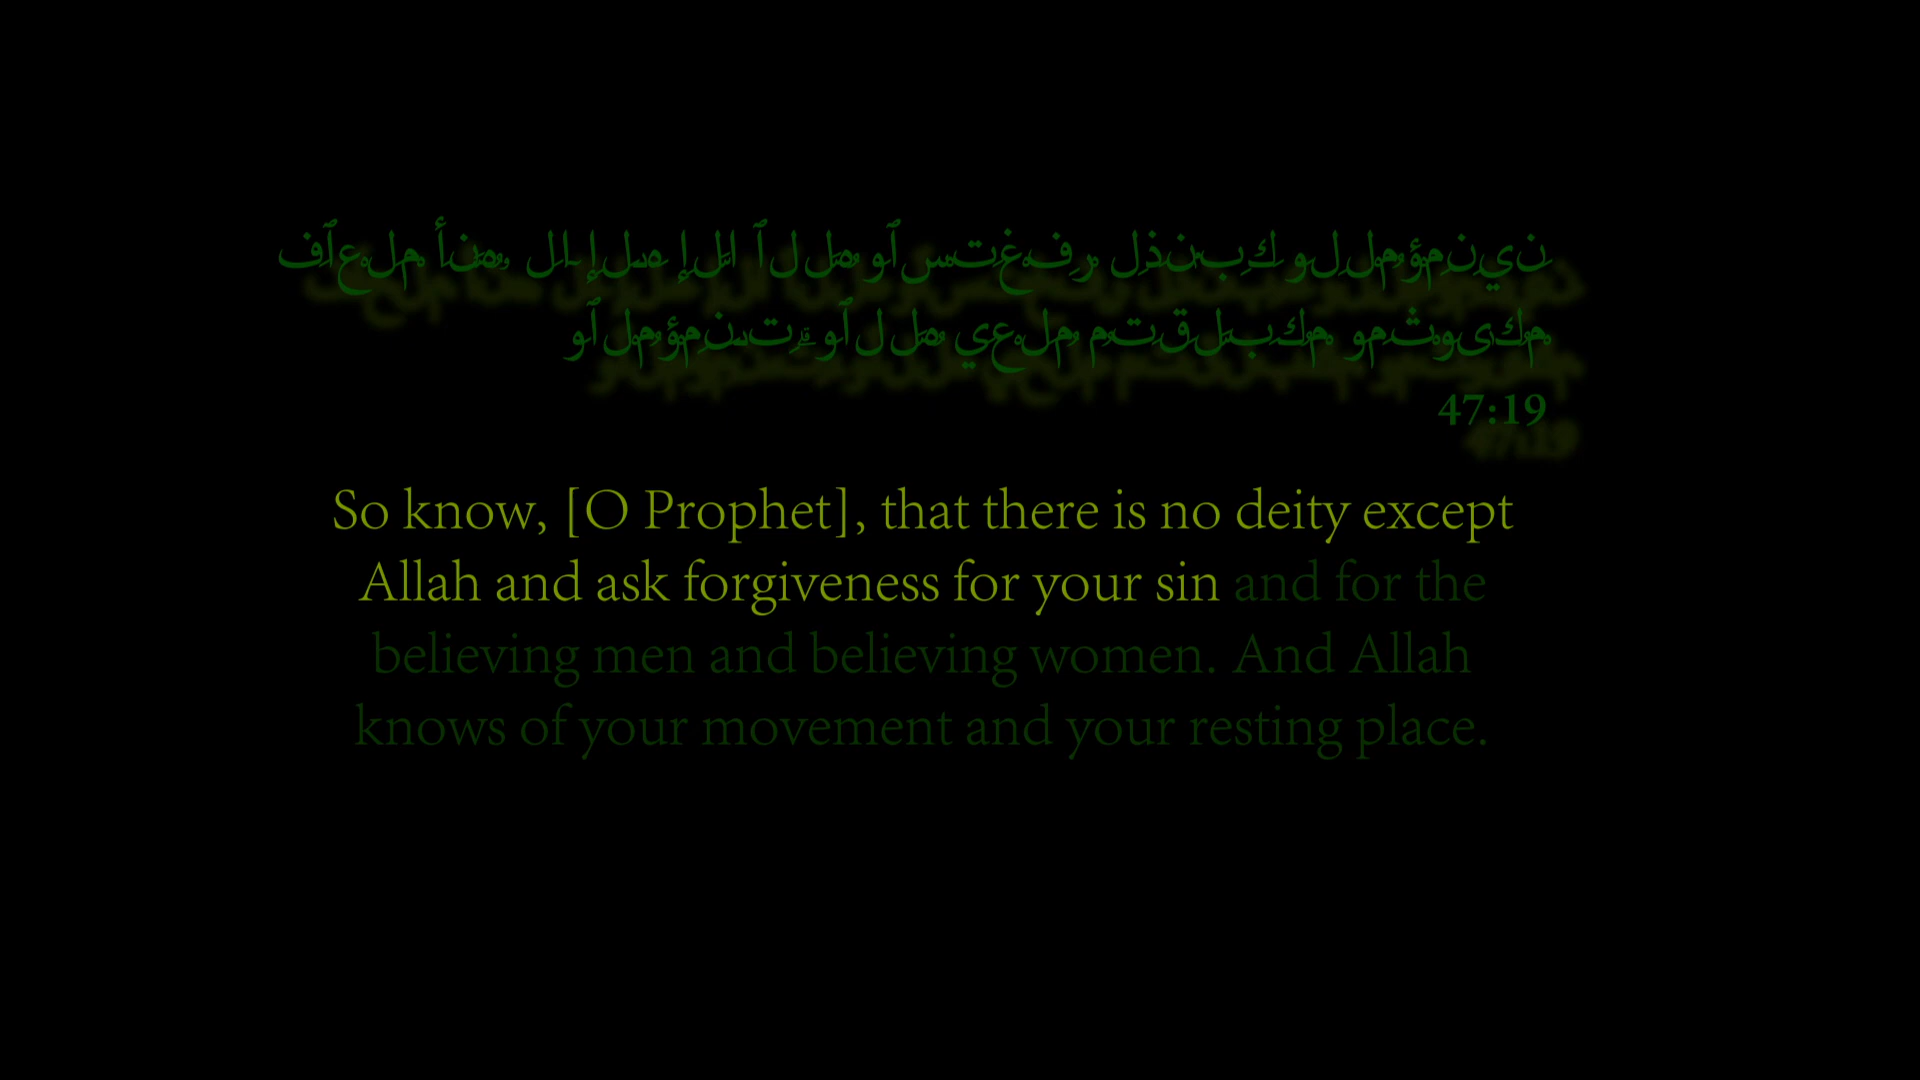 فَٱعْلَمْ أَنَّهُۥ لَآ إِلَٰهَ إِلَّا ٱللَّهُ وَٱسْتَغْفِرْ لِذَنۢبِكَ وَلِلْمُؤْمِنِينَ
وَٱلْمُؤْمِنَٰتِ ۗ وَٱللَّهُ يَعْلَمُ مُتَقَلَّبَكُمْ وَمَثْوَىٰكُمْ
47:19
So know, [O Prophet], that there is no deity except
Allah and ask forgiveness for your sin and for the
believing men and believing women. And Allah
knows of your movement and your resting place.